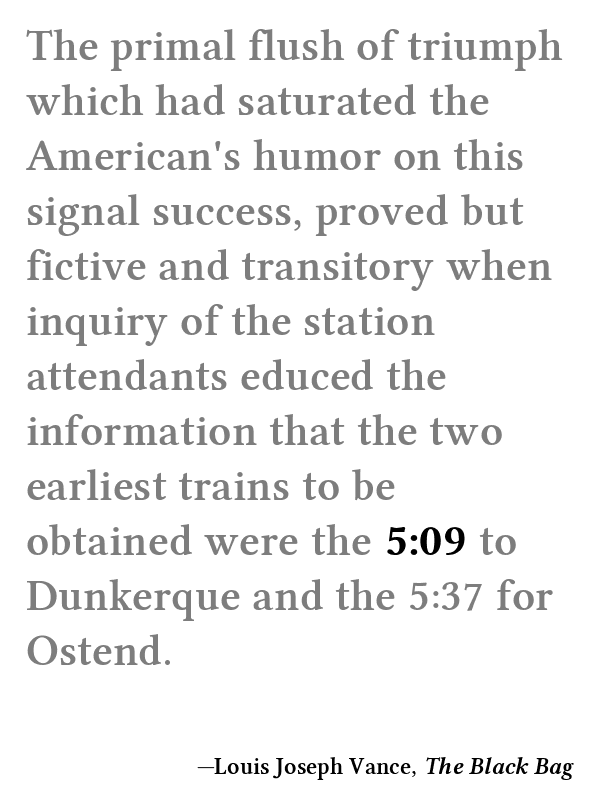 The primal flush of triumph
which had saturated the
American's humor on this
signal success, proved but
fictive and transitory when
inquiry of the station
attendants educed the
information that the two
earliest trains to be
obtained were the 5:09 to
Dunkerque and the 5:37 for
Ostend.
—Louis Joseph Vance, The Black Bag